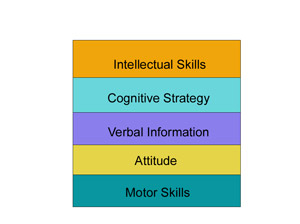 Intellectual Skills
Cognitive Strategy
Verbal Information
Attitude
Motor Skills